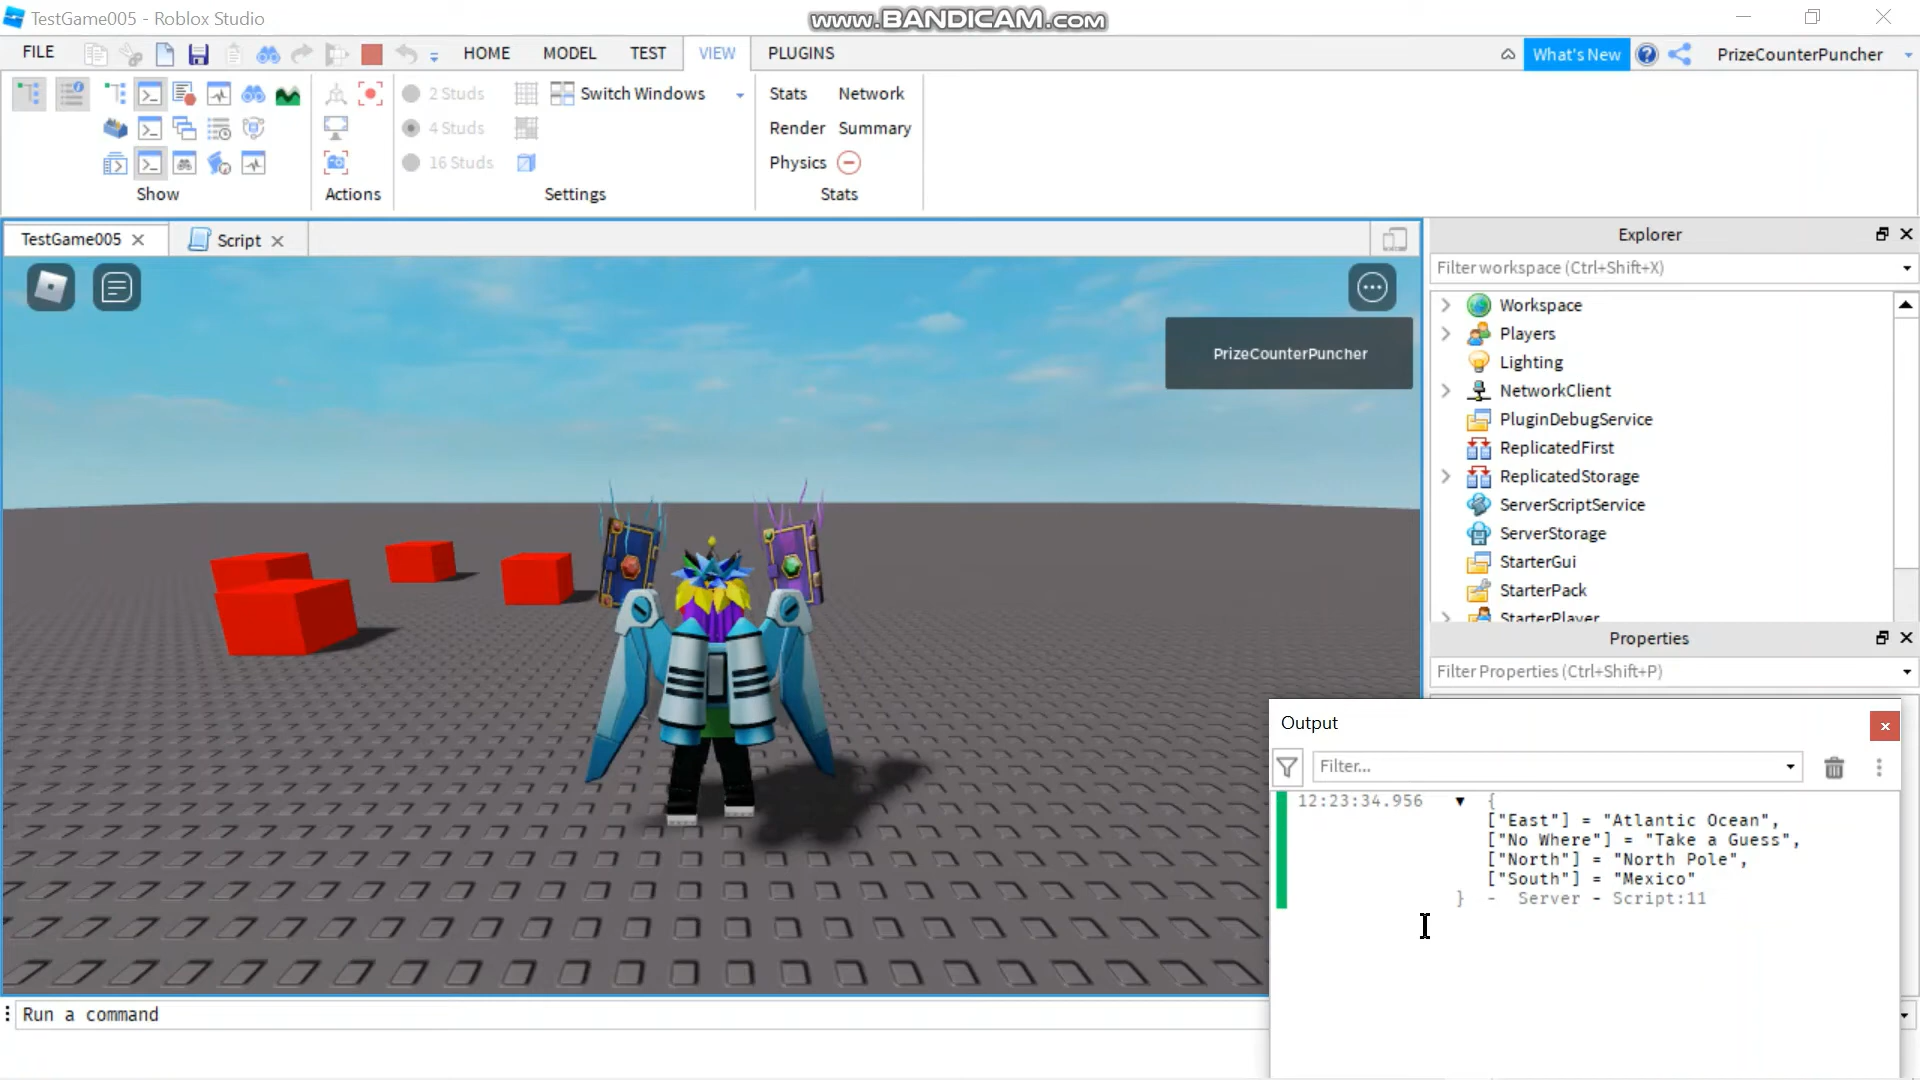 TestGame005 - Roblox Studio
www.BANDICAM.com
FILE
HOME
MODEL
TEST
VIEW
PLUGINS
What's New
PrizeCounterPuncher
2 Studs
Switch Windows
Stats
Network
4 Studs
Render
Summary
16 Studs
Physics
Show
Actions
Settings
Stats
TestGame005
Script
Explorer
Filter workspace (Ctrl+Shift+X)
Workspace
Players
Lighting
NetworkClient
PluginDebugService
ReplicatedFirst
ReplicatedStorage
ServerScriptService
ServerStorage
StarterGui
StarterPack
StarterPlayer
PrizeCounterPuncher
Properties
Filter Properties (Ctrl+Shift+P)
Output
Filter...
12:23:34.956 ▼ {
["East"] = "Atlantic Ocean",
["No Where"] = "Take a Guess",
["North"] = "North Pole",
["South"] = "Mexico"
} - Server - Script:11
Run a command